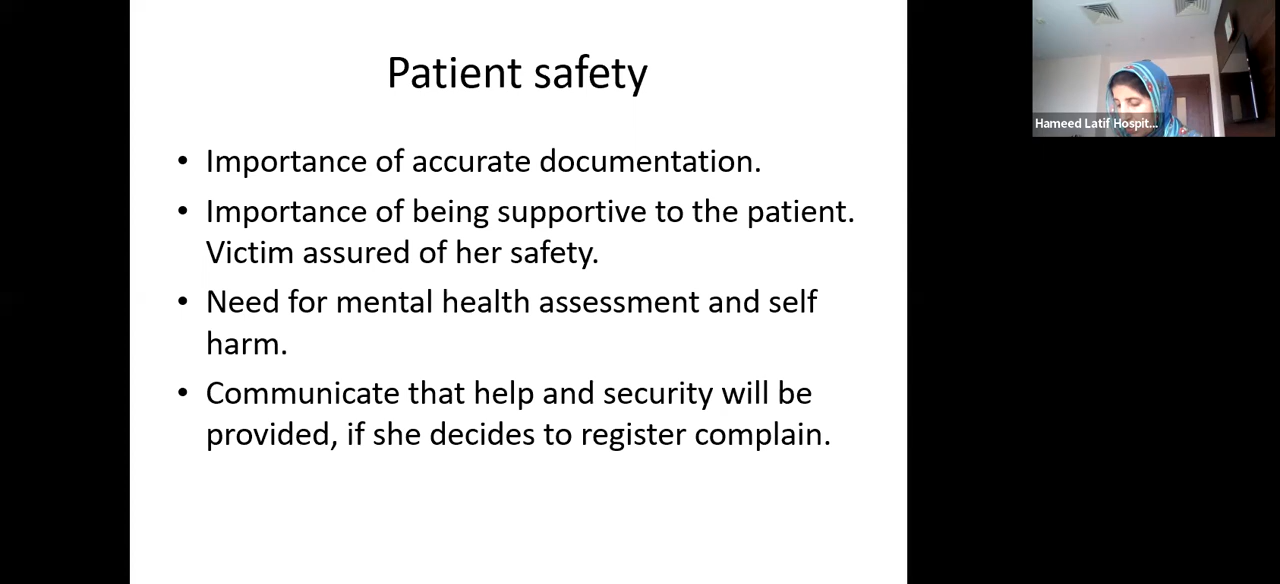 Patient safety
• Importance of accurate documentation.
• Importance of being supportive to the patient.
Victim assured of her safety.
• Need for mental health assessment and self
harm.
• Communicate that help and security will be
provided, if she decides to register complain.
Hameed Latif Hospit...